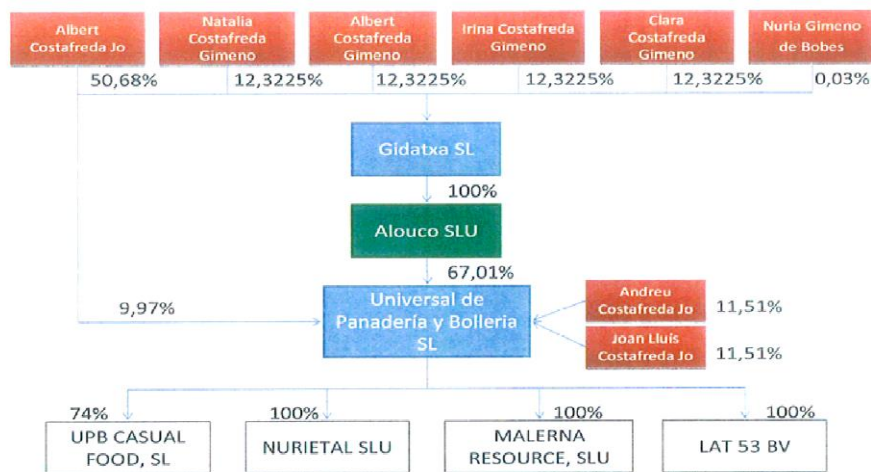 Albert
Costafreda Jo
Natalia
Costafreda
Gimeno
Albert
Costafreda
Gimeno
Irina Costafreda
Gimeno
Clara
Costafreda
Gimeno
Nuria Gimeno
de Bobes
50,68%
12,3225%
12,3225%
12,3225%
12,3225%
0,03%
Gidatxa SL
100%
Alouco SLU
67,01%
9,97%
Universal de
Panadería y Bolleria
SL
Andreu
Costafreda Jo
11,51%
Joan Lluís
Costafreda Jo
11,51%
74%
UPB CASUAL
FOOD, SL
100%
NURIETAL SLU
100%
MALERNA
RESOURCE, SLU
100%
LAT 53 BV